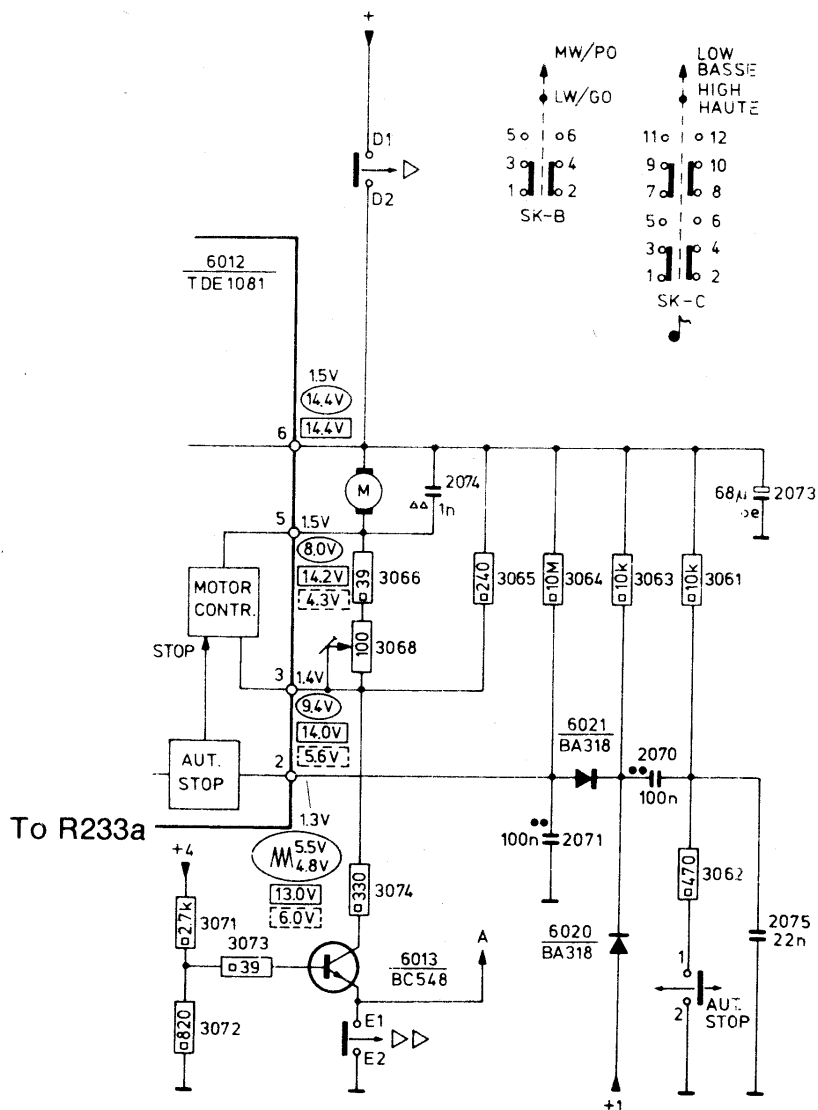 +
MW/PO
LW/GO
LOW
BASSE
HIGH
HAUTE
D1
D2
5 6
3 4
1 2
SK-B
11 12
9 10
7 8
5 6
3 4
1 2
SK-C
6012
TDE1081
1.5V
14.4V
14.4V
6
M
2074
1n
68µ
2073
5
1.5V
8.0V
14.2V
4.3V
39
3066
240
3065
10M
3064
10k
3063
10k
3061
MOTOR
CONTR.
STOP
100
3068
3
1.4V
9.4V
14.0V
5.6V
AUT.
STOP
2
6021
BA318
2070
100n
To R233a
1.3V
5.5V
4.8V
13.0V
6.0V
100n
2071
470
3062
+4
2.7k
3071
330
3074
3073
39
6013
BC548
A
6020
BA318
2075
22n
820
3072
E1
E2
1
2
AUT.
STOP
+1